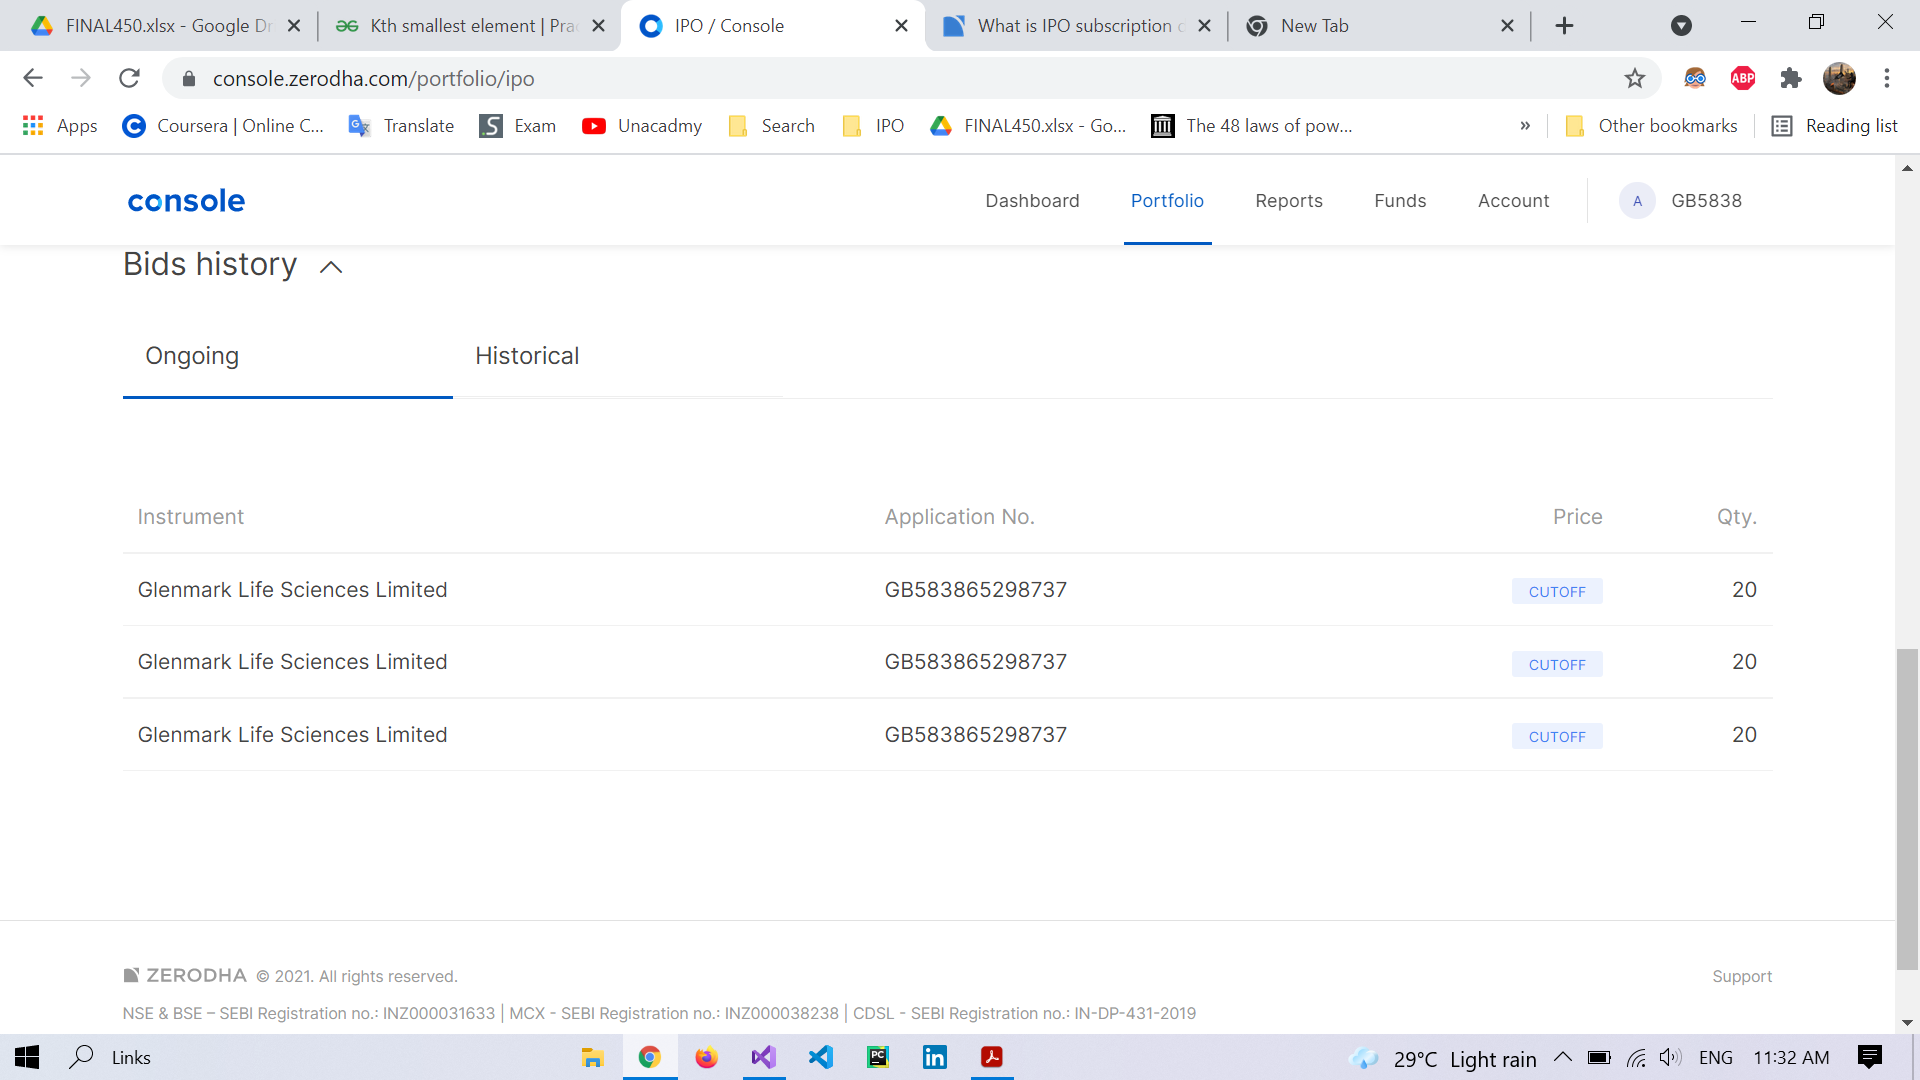 FINAL450.xlsx - Google Dr
Kth smallest element | Prac
IPO / Console
What is IPO subscription c
New Tab
console.zerodha.com/portfolio/ipo
ABP
Apps
Coursera | Online C...
Translate
Exam
Unacadmy
Search
IPO
FINAL450.xlsx - Go...
The 48 laws of pow...
»
Other bookmarks
Reading list
console
Dashboard
Portfolio
Reports
Funds
Account
A
GB5838
Bids history
Ongoing
Historical
Instrument Application No. Price Qty.
Glenmark Life Sciences Limited GB583865298737 CUTOFF 20
Glenmark Life Sciences Limited GB583865298737 CUTOFF 20
Glenmark Life Sciences Limited GB583865298737 CUTOFF 20
ZERODHA © 2021. All rights reserved.
Support
NSE & BSE – SEBI Registration no.: INZ000031633 | MCX - SEBI Registration no.: INZ000038238 | CDSL - SEBI Registration no.: IN-DP-431-2019
Links
PC
in
29°C Light rain
ENG
11:32 AM